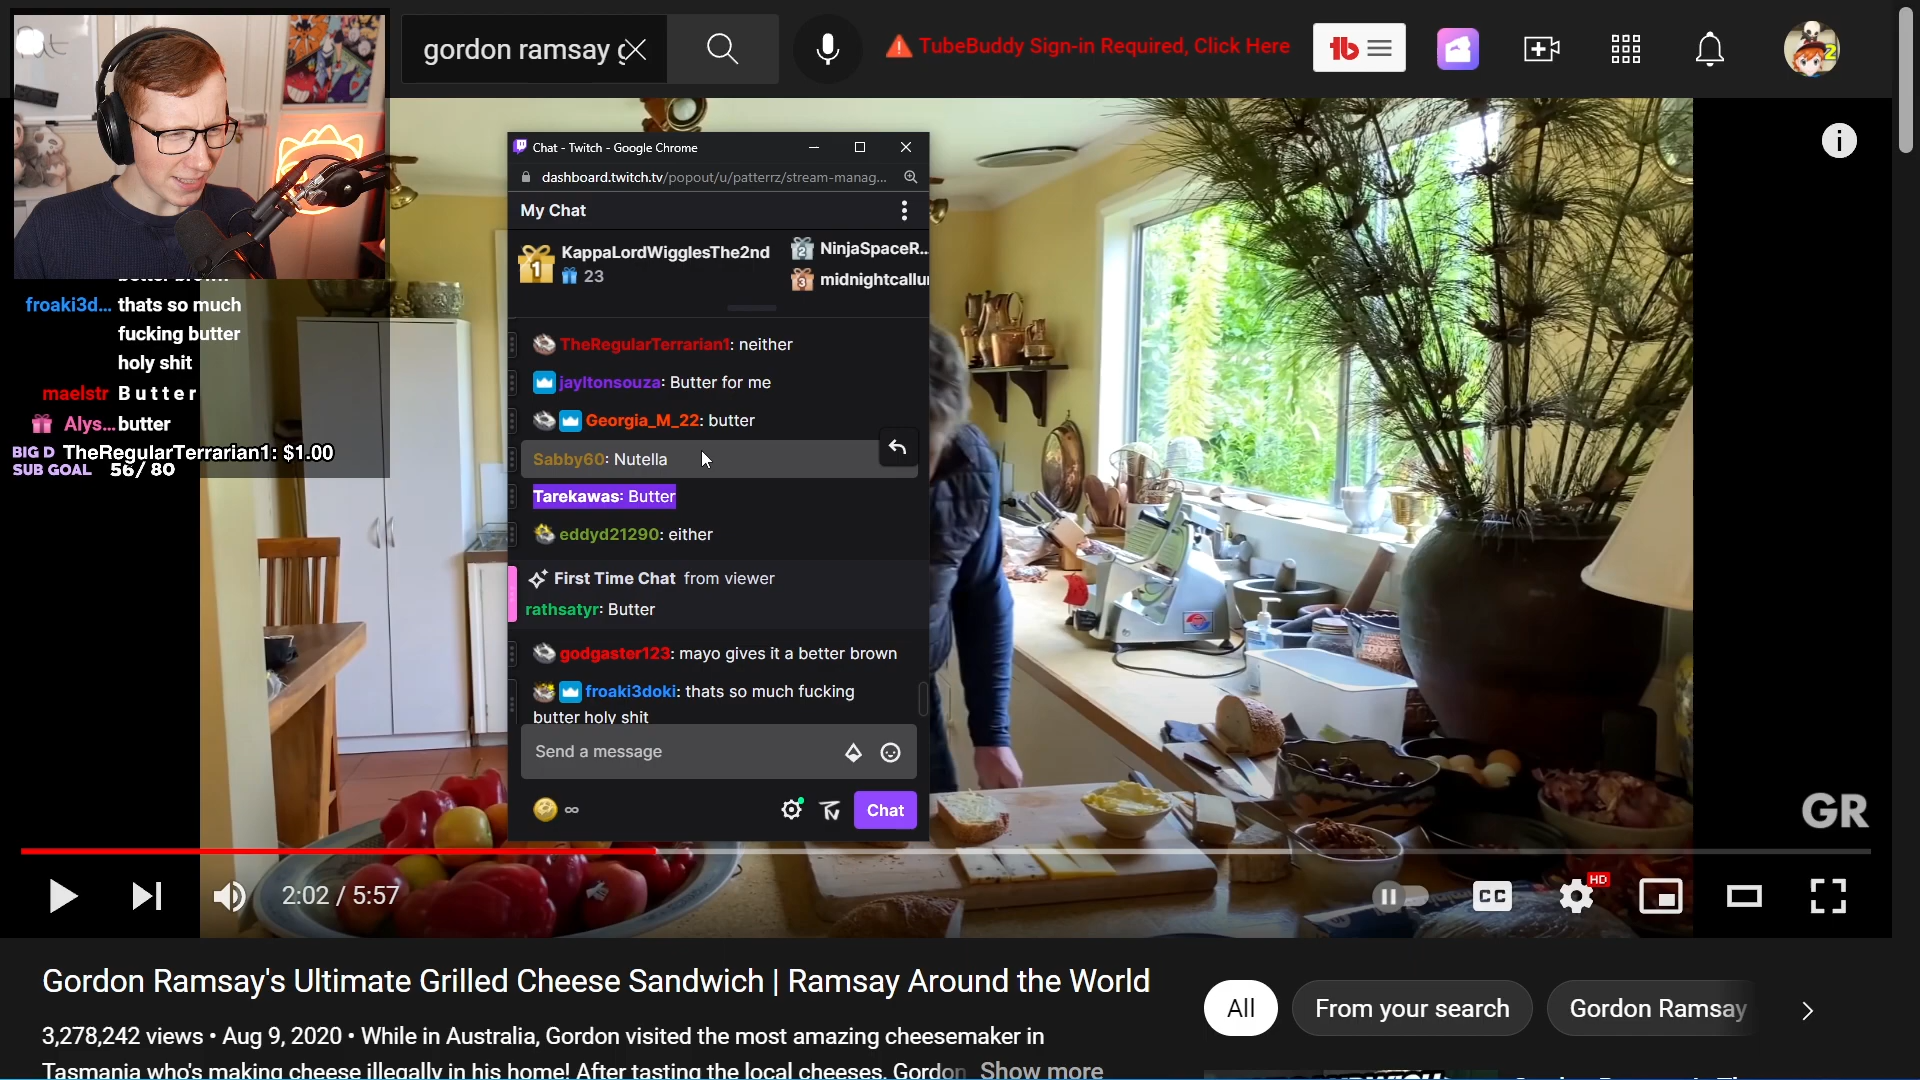 gordon ramsay g
TubeBuddy Sign-in Required, Click Here
tb
2
Chat - Twitch - Google Chrome
dashboard.twitch.tv/popout/u/patterrz/stream-manag...
My Chat
1
KappaLordWigglesThe2nd
23
2
NinjaSpaceR...
3
midnightcallu
froaki3d... thats so much
fucking butter
holy shit
maelstr Butter
Alys... butter
BIG D TheRegularTerrarian1: $1.00
SUB GOAL 56/ 80
TheRegularTerrarian1: neither
jayltonsouza: Butter for me
Georgia_M_22: butter
Sabby60: Nutella
Tarekawas: Butter
eddyd21290: either
First Time Chat from viewer
rathsatyr: Butter
godgaster123: mayo gives it a better brown
froaki3doki: thats so much fucking
butter holy shit
Send a message
∞
Chat
GR
2:02 / 5:57
CC
HD
Gordon Ramsay's Ultimate Grilled Cheese Sandwich | Ramsay Around the World
3,278,242 views • Aug 9, 2020 • While in Australia, Gordon visited the most amazing cheesemaker in
Tasmania who's making cheese illegally in his home! After tasting the local cheeses, Gordon Show more
All
From your search
Gordon Ramsay